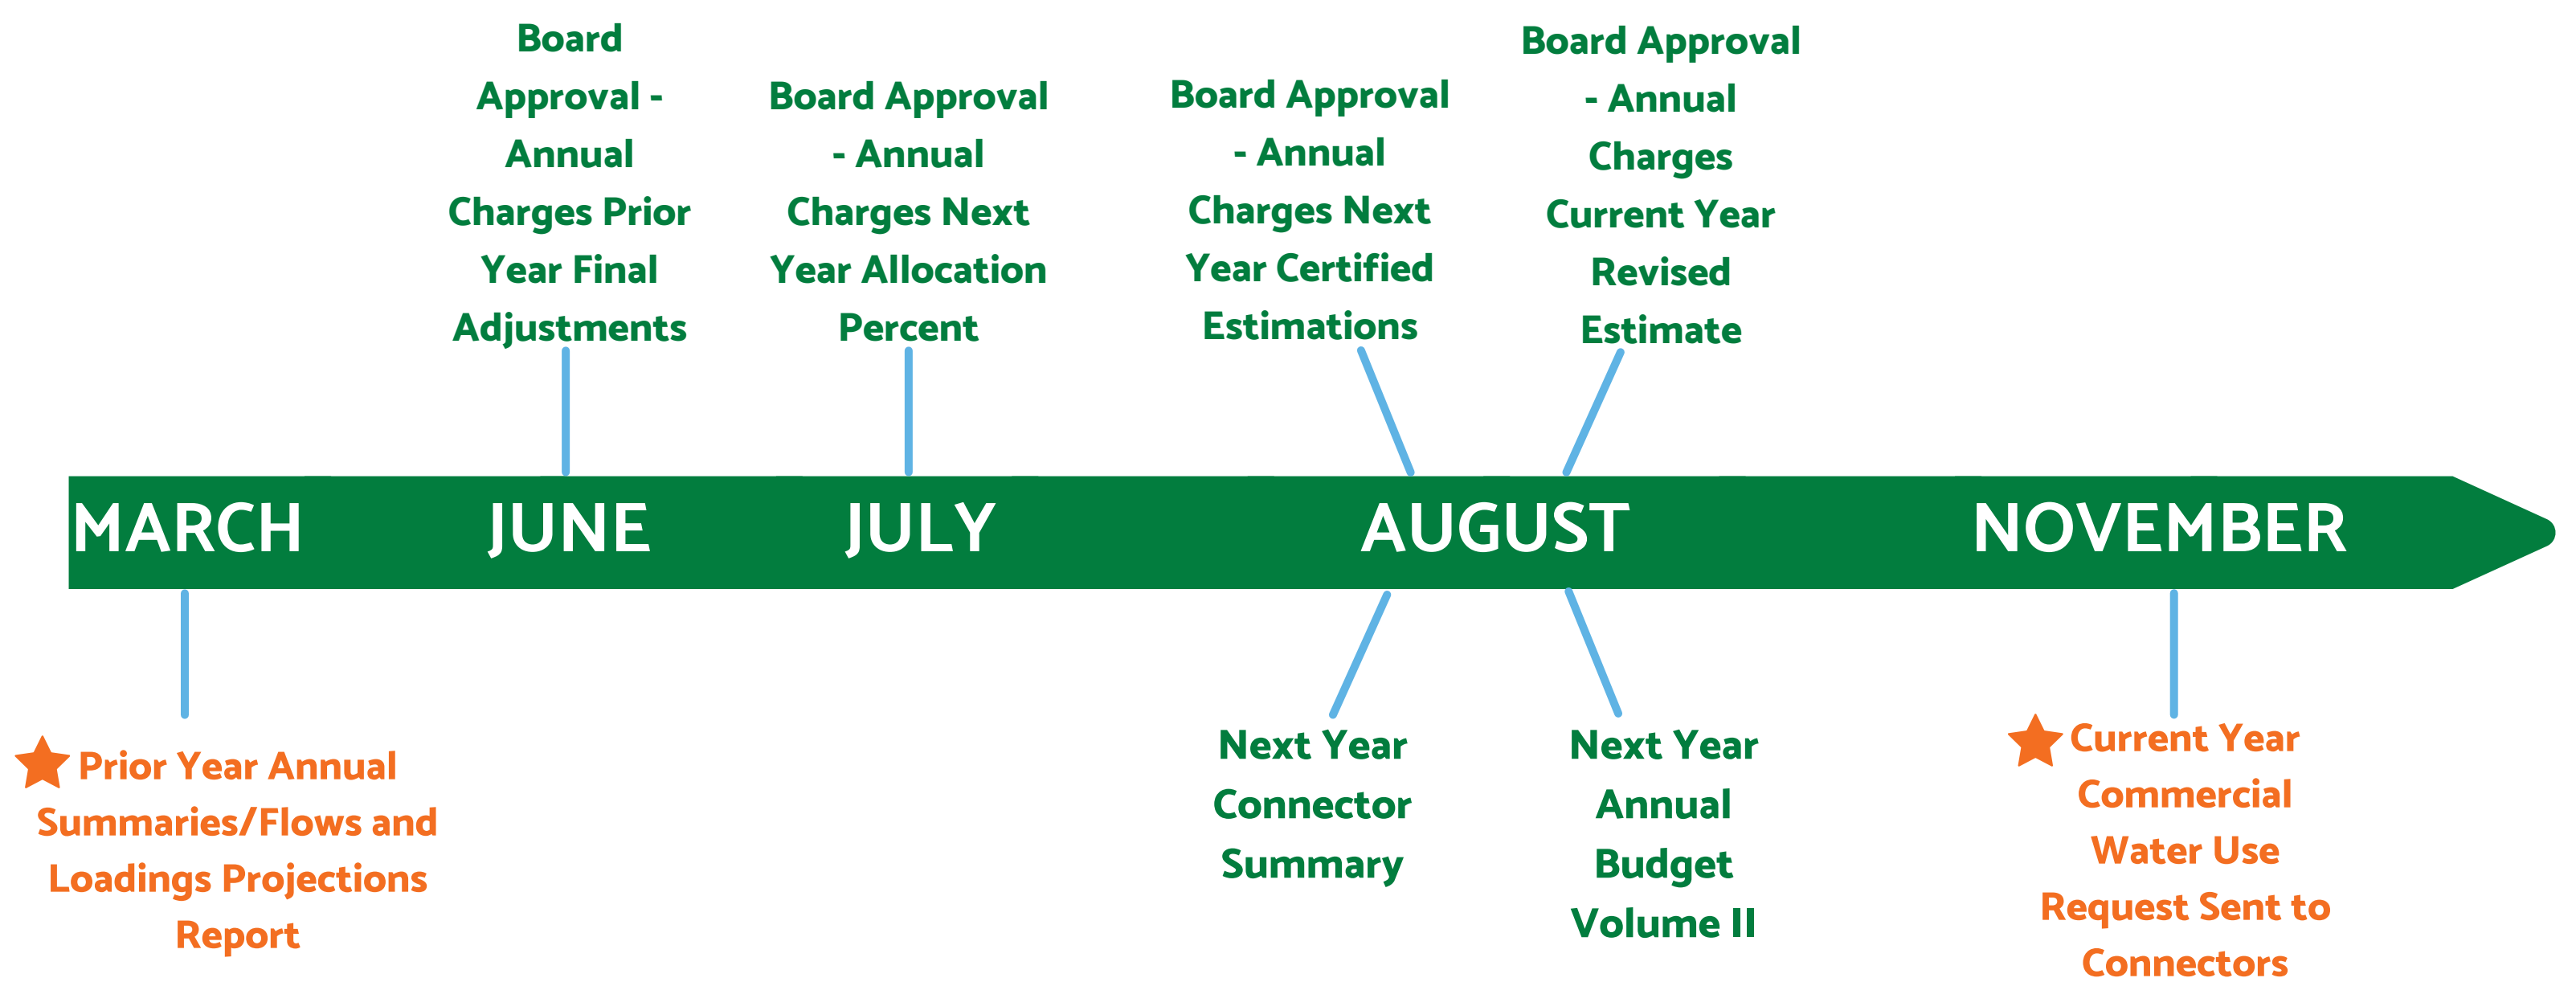 Board
Approval -
Annual
Charges Prior
Year Final
Adjustments
Board Approval
- Annual
Charges Next
Year Allocation
Percent
Board Approval
- Annual
Charges Next
Year Certified
Estimations
Board Approval
- Annual
Charges
Current Year
Revised
Estimate
MARCH
JUNE
JULY
AUGUST
NOVEMBER
Prior Year Annual
Summaries/Flows and
Loadings Projections
Report
Next Year
Connector
Summary
Next Year
Annual
Budget
Volume II
Current Year
Commercial
Water Use
Request Sent to
Connectors